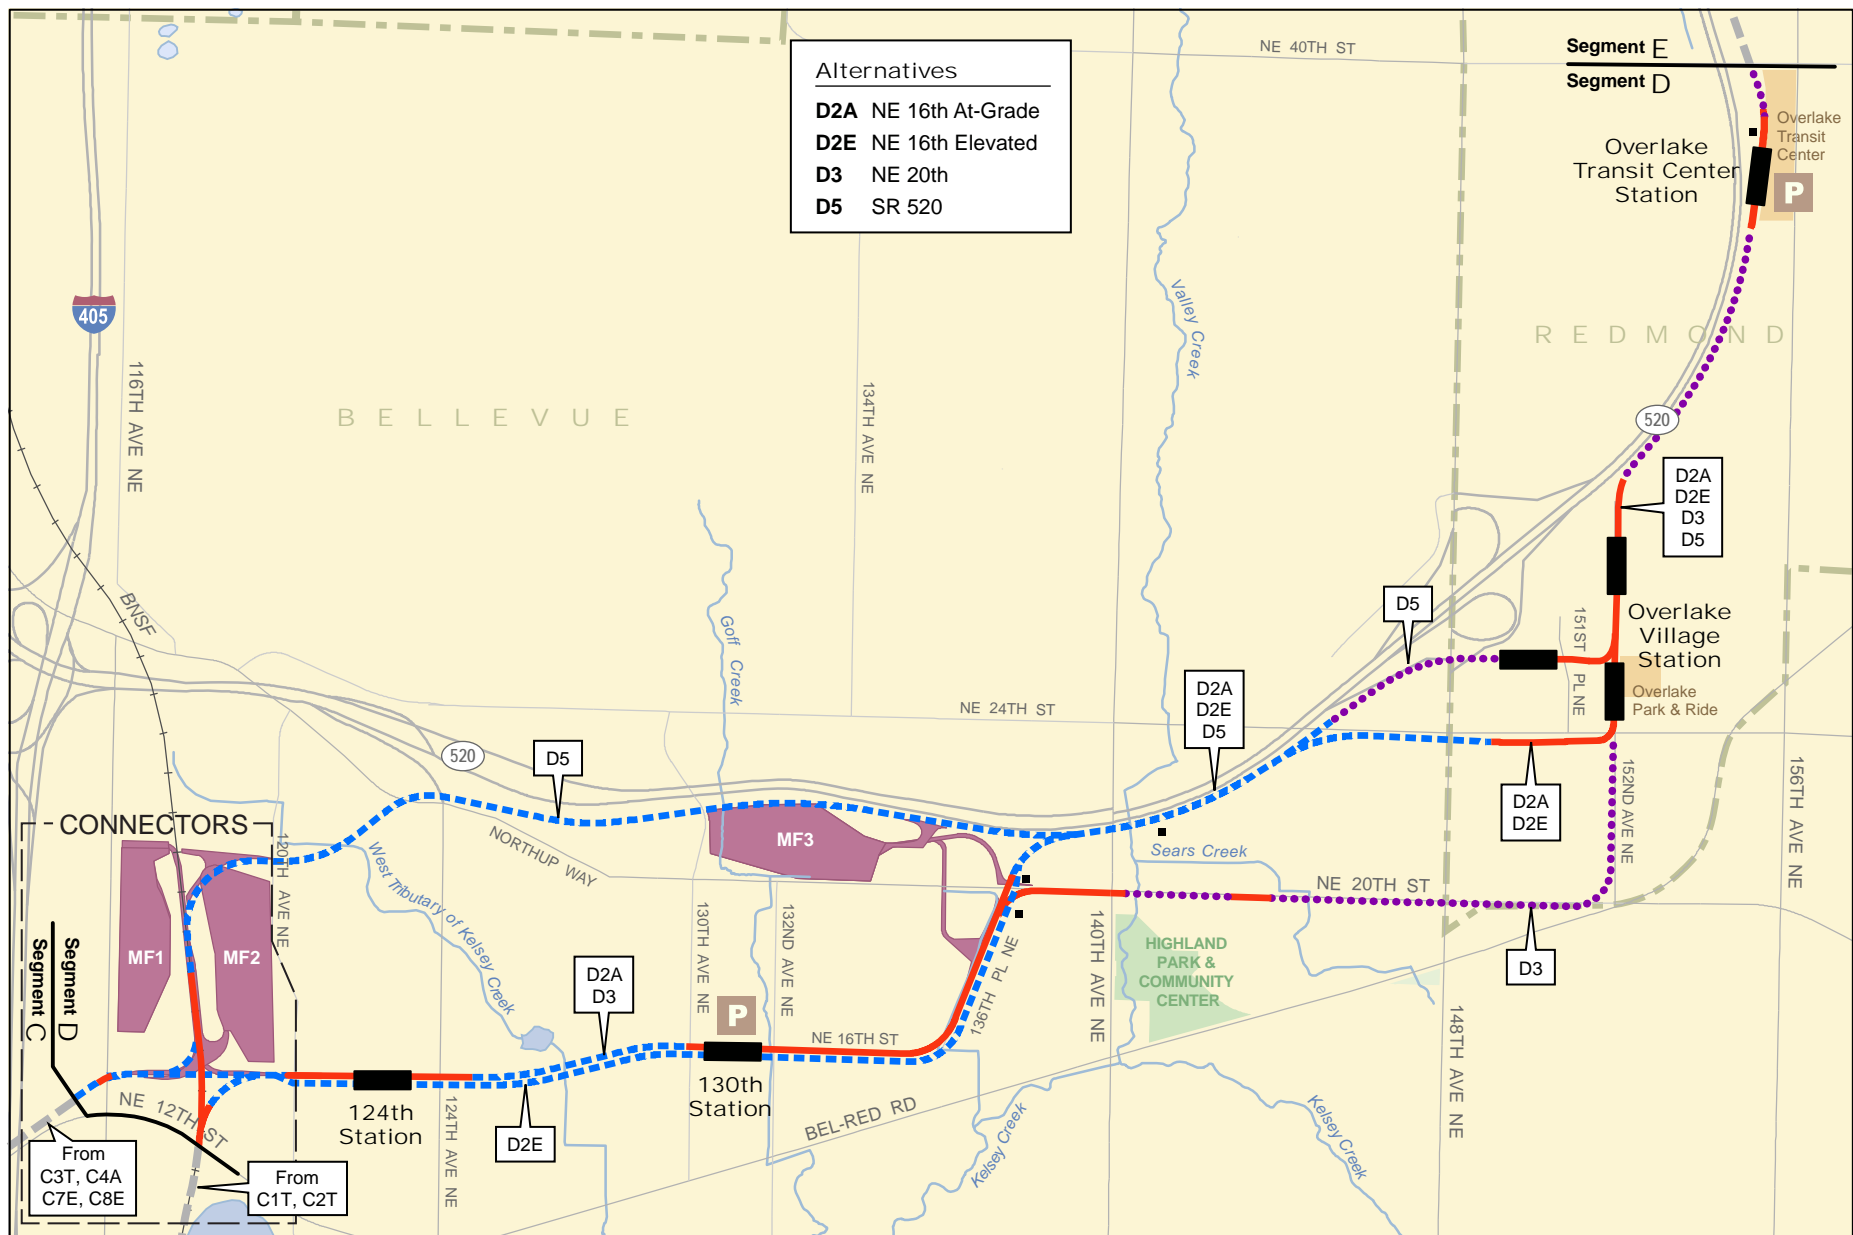 Alternatives
D2A NE 16th At-Grade
D2E NE 16th Elevated
D3 NE 20th
D5 SR 520
NE 40TH ST
Segment E
Segment D
Overlake
Transit Center
Station
Overlake
Transit
Center
P
405
116TH AVE NE
BELLEVUE
134TH AVE NE
Valley Creek
REDMOND
520
D2A
D2E
D3
D5
BNSF
Goff Creek
D5
151ST PL NE
Overlake
Village
Station
Overlake
Park & Ride
D2A
D2E
D5
NE 24TH ST
520
D5
D2A
D2E
152ND AVE NE
156TH AVE NE
CONNECTORS
120TH AVE NE
NORTHUP WAY
West Tributary of Kelsey Creek
MF3
Sears Creek
NE 20TH ST
D3
MF1
MF2
Segment C
Segment D
D2A
D3
P
130TH AVE NE
132ND AVE NE
NE 16TH ST
136TH PL NE
140TH AVE NE
HIGHLAND
PARK &
COMMUNITY
CENTER
148TH AVE NE
NE 12TH ST
124th
Station
124TH AVE NE
D2E
130th
Station
BEL-RED RD
Kelsey Creek
Kelsey Creek
From
C3T, C4A
C7E, C8E
From
C1T, C2T